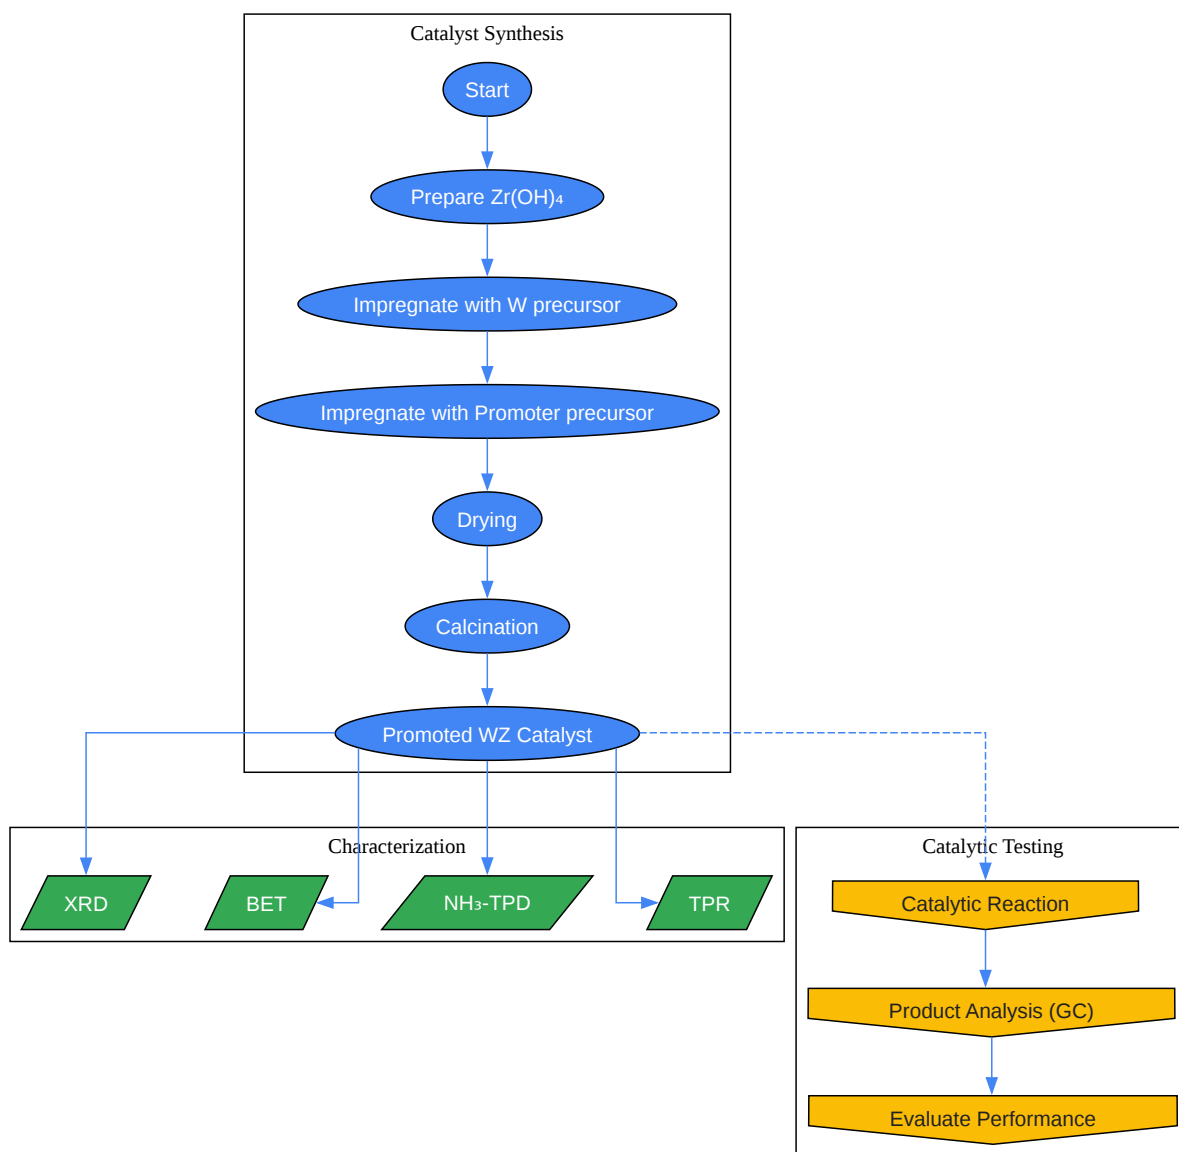 Catalyst Synthesis
Start
Prepare Zr(OH)₄
Impregnate with W precursor
Impregnate with Promoter precursor
Drying
Calcination
Promoted WZ Catalyst
Characterization
XRD
BET
NH₃-TPD
TPR
Catalytic Testing
Catalytic Reaction
Product Analysis (GC)
Evaluate Performance